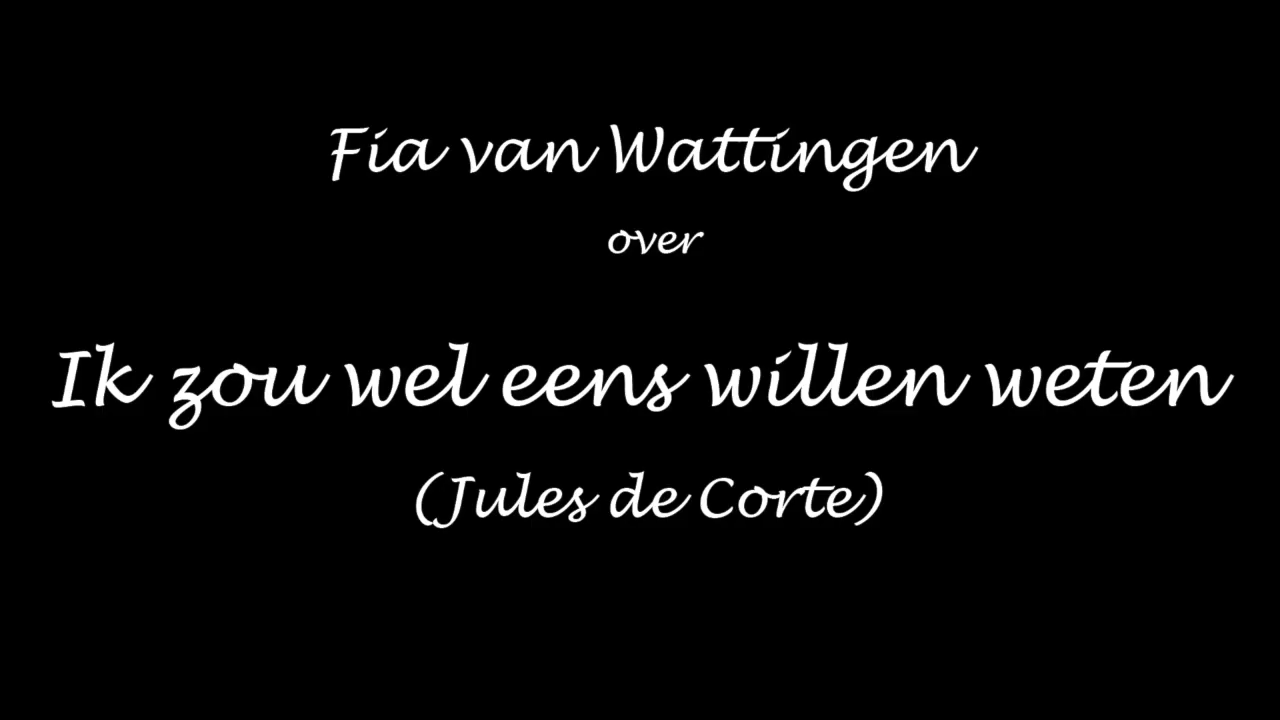 Fia van Wattingen
over
Ik zou wel eens willen weten
(Jules de Corte)